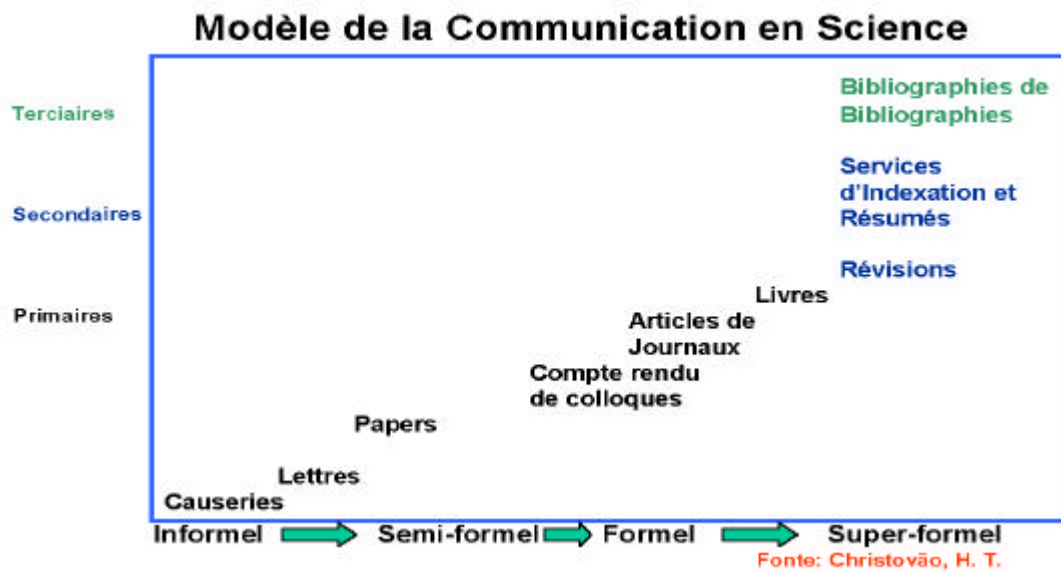 Modèle de la Communication en Science
Terciaires
Bibliographies de
Bibliographies
Secondaires
Services
d'Indexation et
Résumés
Révisions
Primaires
Livres
Articles de
Journaux
Compte rendu
de colloques
Papers
Lettres
Causeries
Informel Semi-formel Formel Super-formel
Fonte: Christovão, H. T.